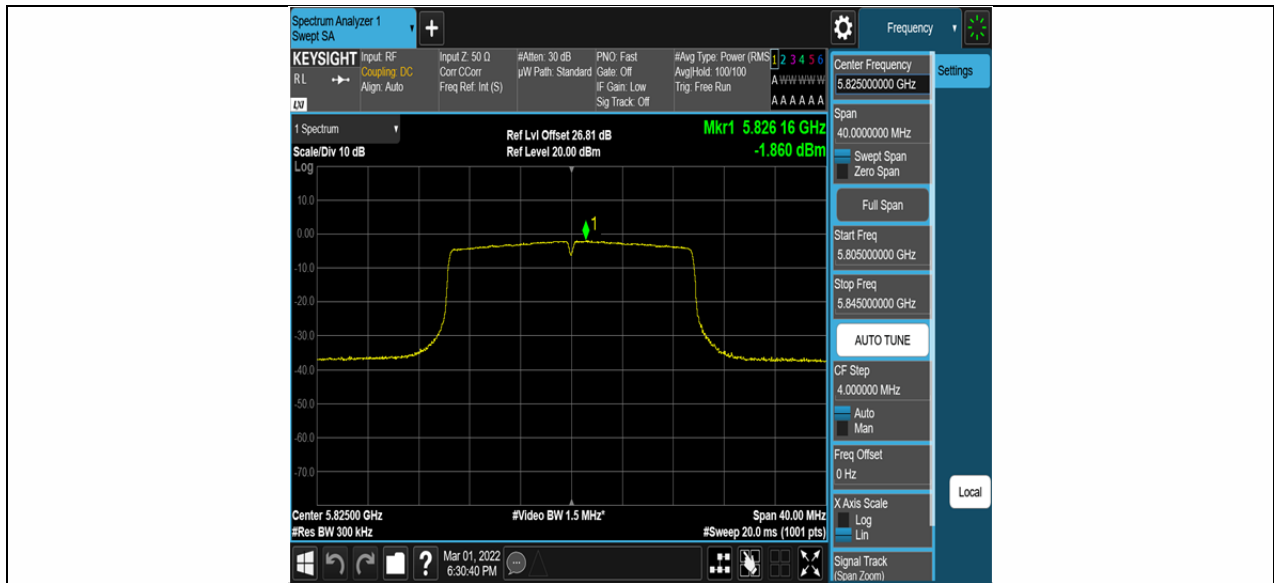 Spectrum Analyzer 1
Swept SA
+
Frequency
KEYSIGHT
RL
LXI
Input: RF
Coupling: DC
Align: Auto
Input Z: 50 Ω
Corr CCorr
Freq Ref: Int (S)
#Atten: 30 dB
µW Path: Standard
PNO: Fast
Gate: Off
IF Gain: Low
Sig Track: Off
#Avg Type: Power (RMS
Avg|Hold: 100/100
Trig: Free Run
1 2 3 4 5 6
A W W W W W
A A A A A A
1 Spectrum
Scale/Div 10 dB
Log
Ref Lvl Offset 26.81 dB
Ref Level 20.00 dBm
Mkr1 5.826 16 GHz
-1.860 dBm
1
10.0
0.00
-10.0
-20.0
-30.0
-40.0
-50.0
-60.0
-70.0
Center 5.82500 GHz
#Res BW 300 kHz
#Video BW 1.5 MHz*
Span 40.00 MHz
#Sweep 20.0 ms (1001 pts)
Center Frequency
5.825000000 GHz
Settings
Span
40.0000000 MHz
Swept Span
Zero Span
Full Span
Start Freq
5.805000000 GHz
Stop Freq
5.845000000 GHz
AUTO TUNE
CF Step
4.000000 MHz
Auto
Man
Freq Offset
0 Hz
X Axis Scale
Log
Lin
Local
Signal Track
(Span Zoom)
?
Mar 01, 2022
6:30:40 PM